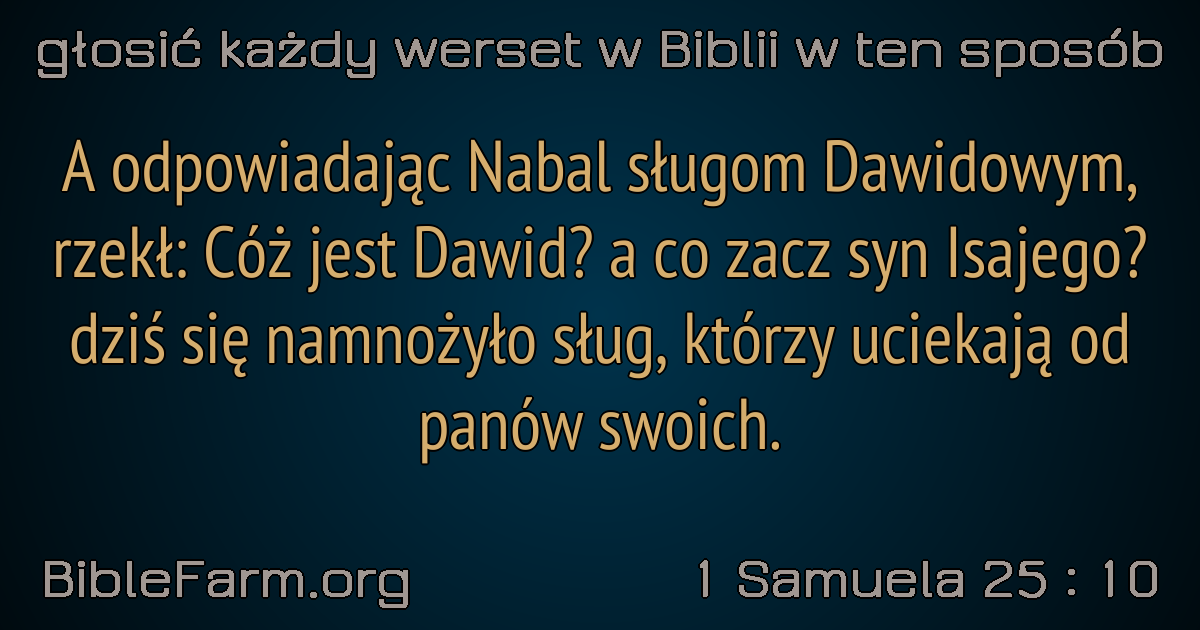 głosić każdy werset w Biblii w ten sposób
A odpowiadając Nabal sługom Dawidowym,
rzekł: Cóż jest Dawid? a co zacz syn Isajego?
dziś się namnożyło sług, którzy uciekają od
panów swoich.
BibleFarm.org
1 Samuela 25 : 10